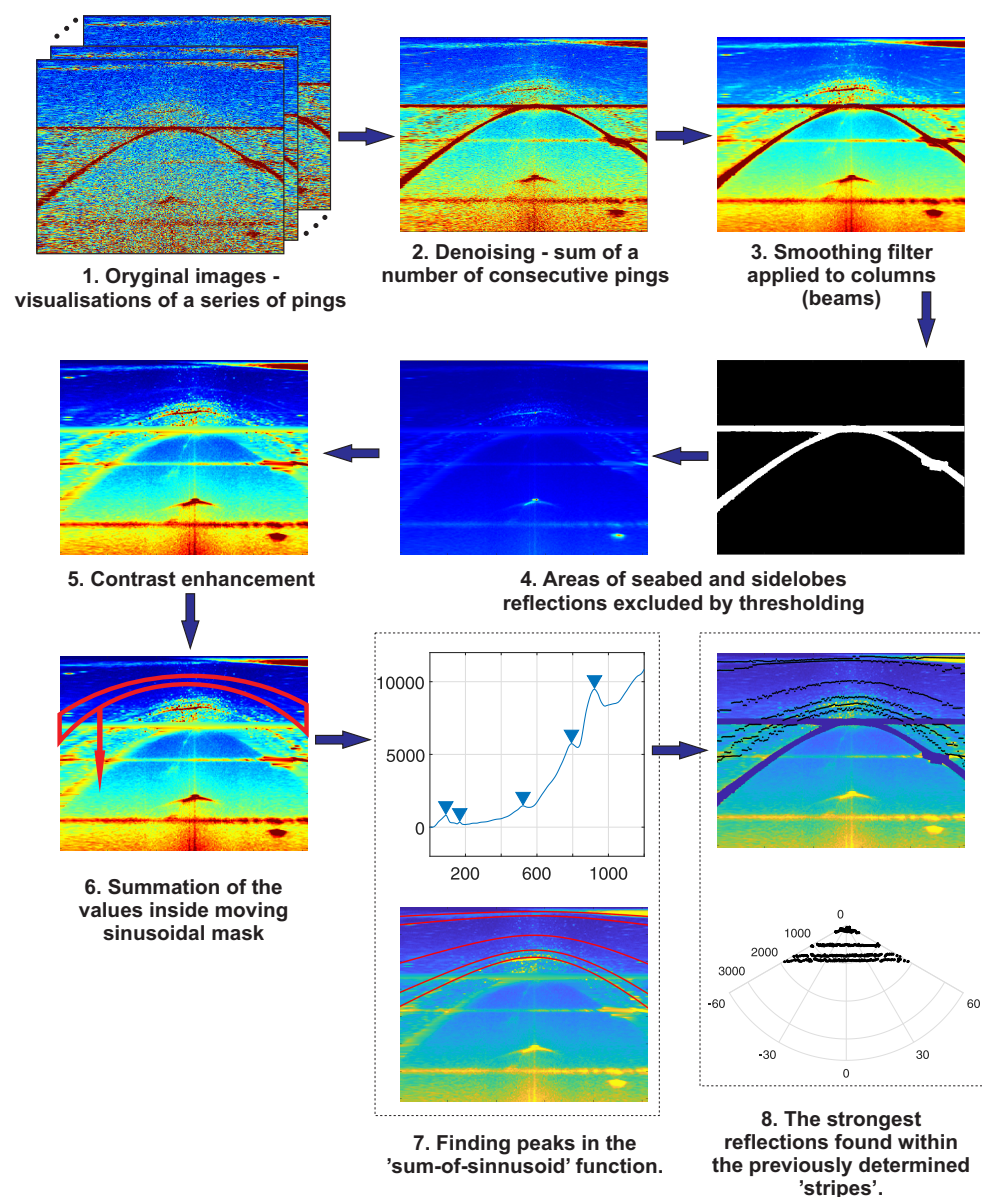 1. Oryginal images -
visualisations of a series of pings
2. Denoising - sum of a
number of consecutive pings
3. Smoothing filter
applied to columns
(beams)
5. Contrast enhancement
4. Areas of seabed and sidelobes
reflections excluded by thresholding
6. Summation of the
values inside moving
sinusoidal mask
10000
5000
0
200
600
1000
7. Finding peaks in the
’sum-of-sinnusoid’ function.
0
1000
2000
3000
-60
60
-30
30
0
8. The strongest
reflections found within
the previously determined
’stripes’.